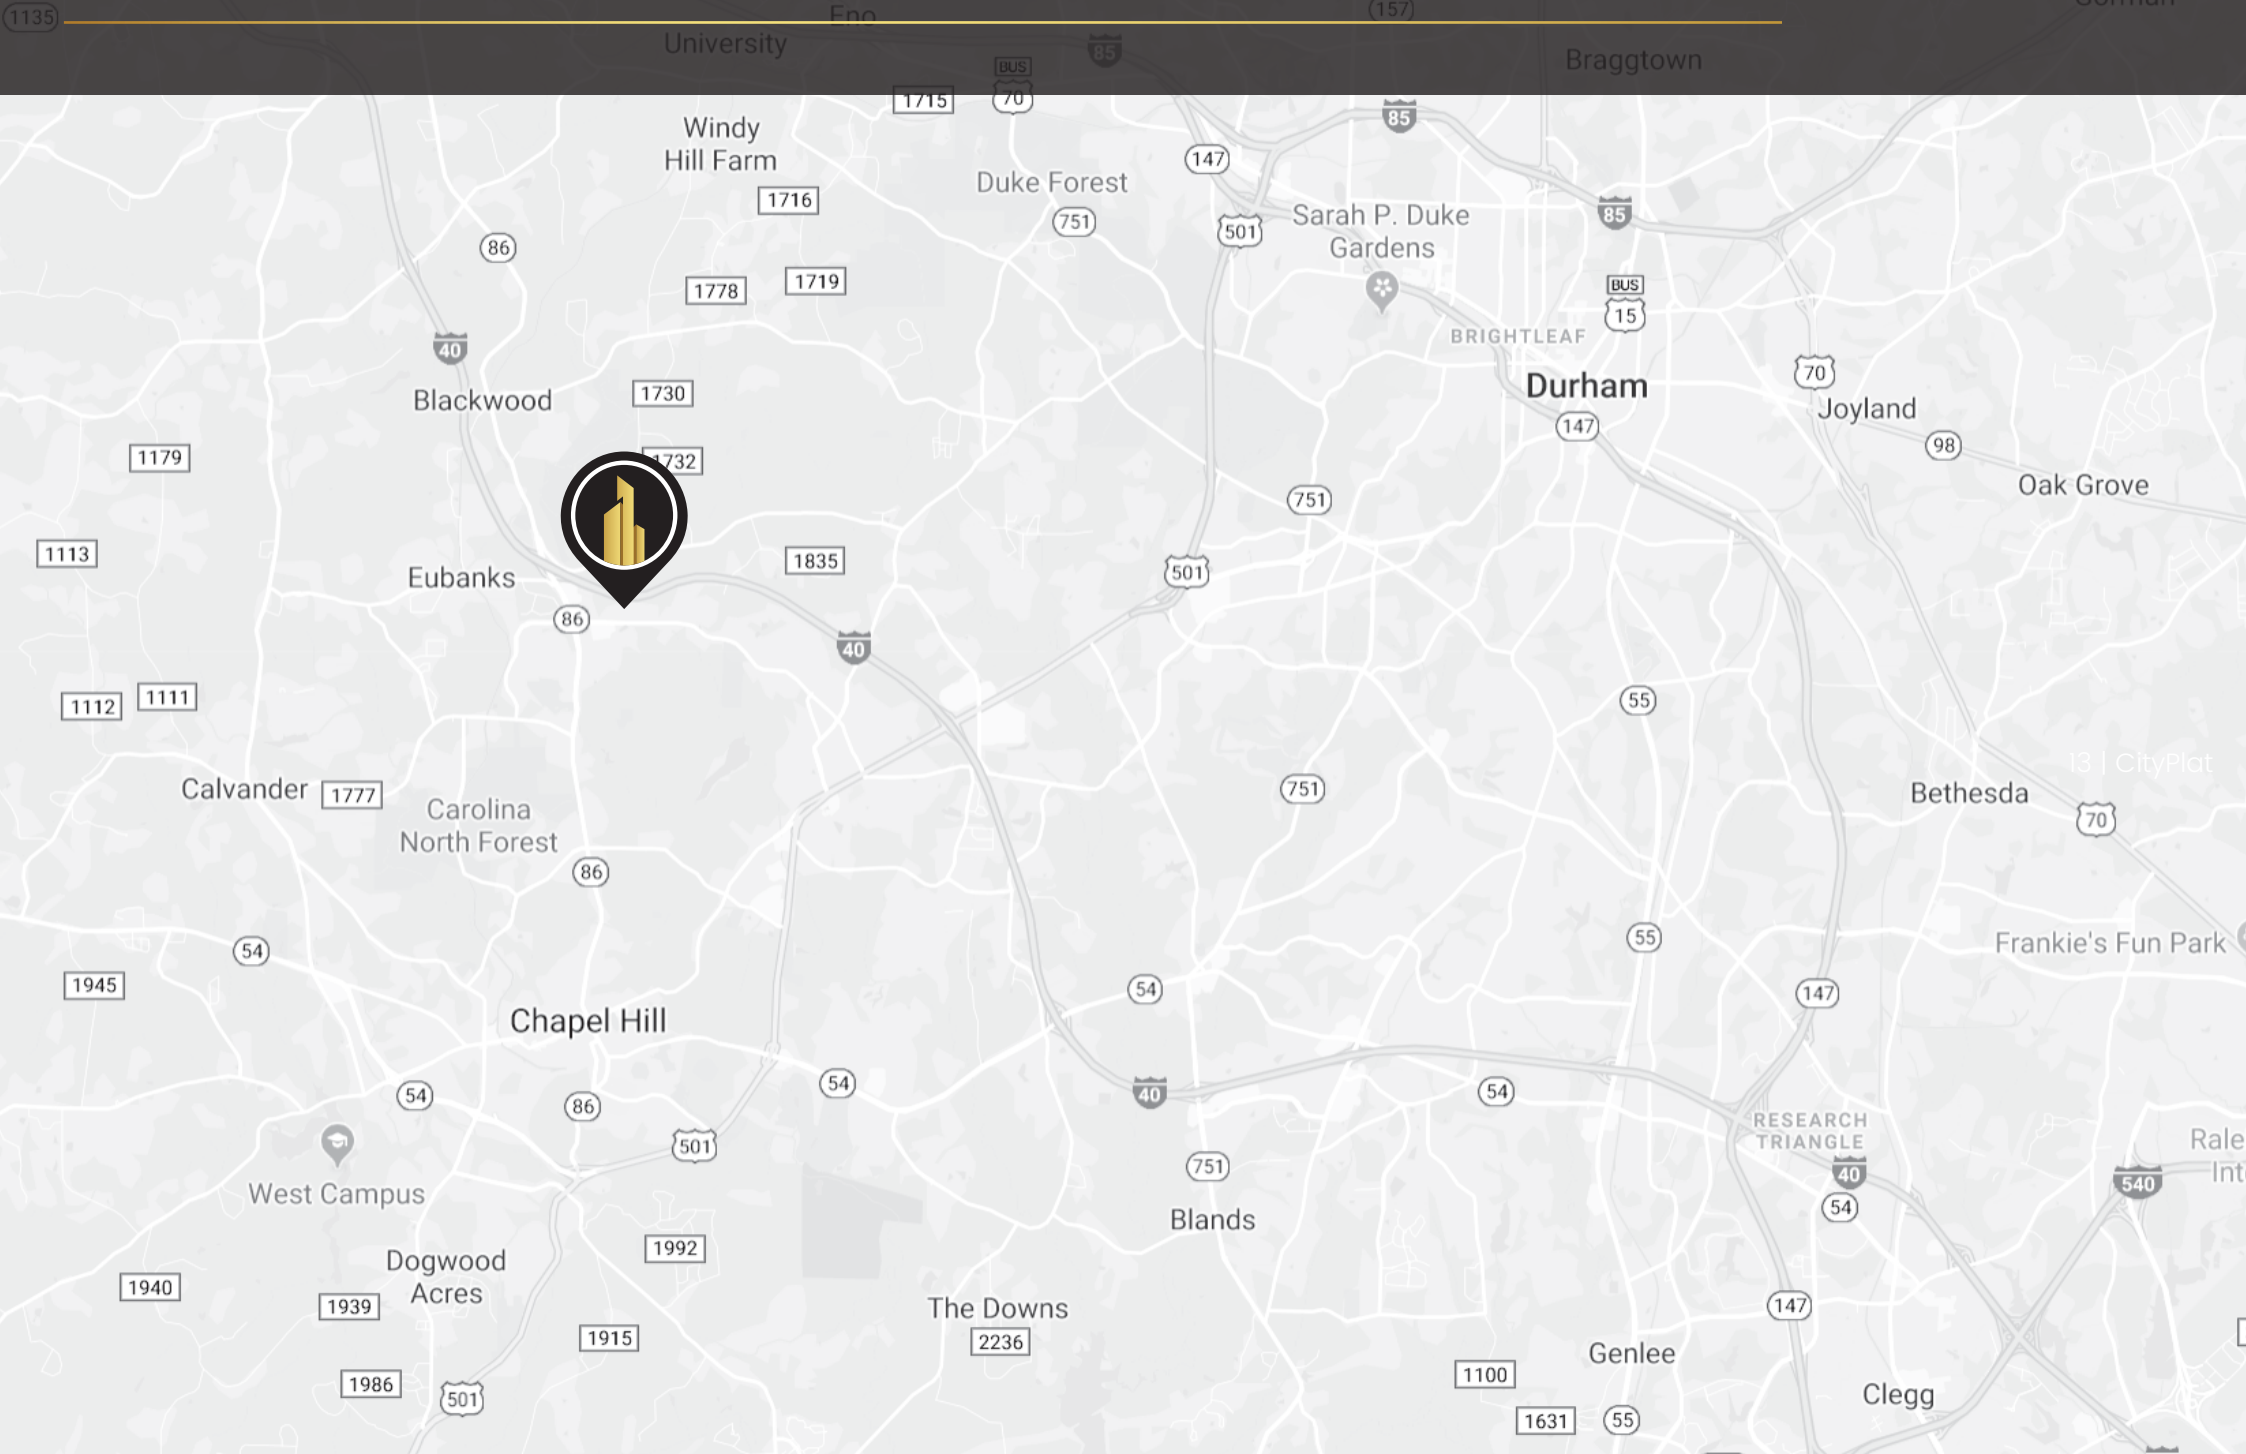 1135
Eno
(157)
University
85
Braggtown
BUS
70
1715
85
Windy
Hill Farm
147
Duke Forest
1716
751
501
Sarah P. Duke
Gardens
85
86
1778
1719
BUS
15
BRIGHTLEAF
40
Durham
70
Blackwood
1730
147
Joyland
98
1179
1732
Oak Grove
751
1113
Eubanks
1835
501
86
40
1112
1111
55
13 | CityPlat
Calvander
1777
751
Bethesda
70
Carolina
North Forest
86
54
55
Frankie's Fun Park
1945
54
147
Chapel Hill
54
86
54
40
54
501
RESEARCH
TRIANGLE
40
West Campus
751
54
540
Blands
1992
Dogwood
Acres
1940
1939
The Downs
2236
147
1915
Genlee
1986
501
1100
Clegg
1631
55